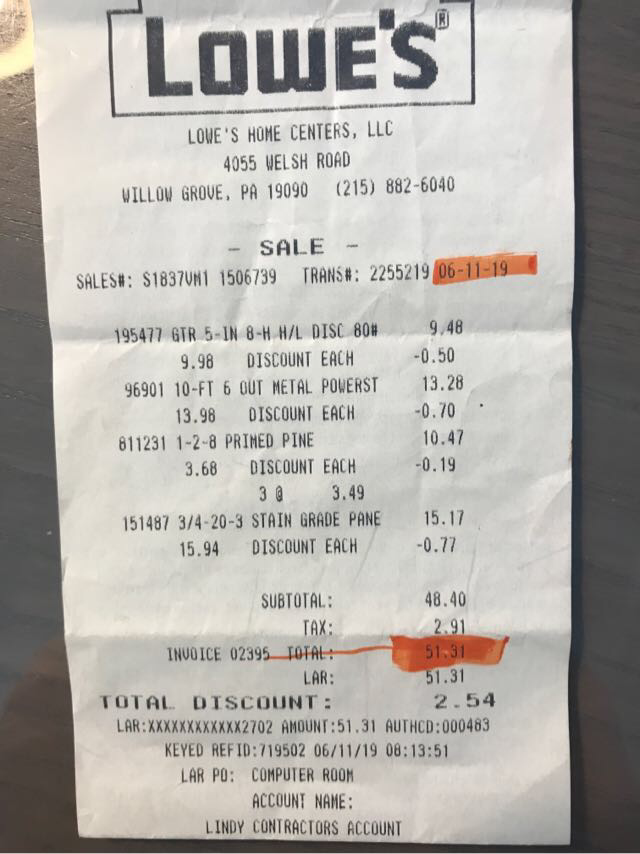 LOWE'S®
LOWE'S HOME CENTERS, LLC
4055 WELSH ROAD
WILLOW GROVE, PA 19090 (215) 882-6040
- SALE -
SALES#: S1837VM1 1506739 TRANS#: 2255219 06-11-19
195477 GTR 5-IN 8-H H/L DISC 80# 9.48
9.98 DISCOUNT EACH -0.50
96901 10-FT 6 OUT METAL POWERST 13.28
13.98 DISCOUNT EACH -0.70
811231 1-2-8 PRIMED PINE 10.47
3.68 DISCOUNT EACH -0.19
3 @ 3.49
151487 3/4-20-3 STAIN GRADE PANE 15.17
15.94 DISCOUNT EACH -0.77
SUBTOTAL: 48.40
TAX: 2.91
INVOICE 02395 TOTAL: 51.31
LAR: 51.31
TOTAL DISCOUNT: 2.54
LAR:XXXXXXXXXXXX2702 AMOUNT:51.31 AUTHCD:000483
KEYED REFID:719502 06/11/19 08:13:51
LAR PO: COMPUTER ROOM
ACCOUNT NAME:
LINDY CONTRACTORS ACCOUNT